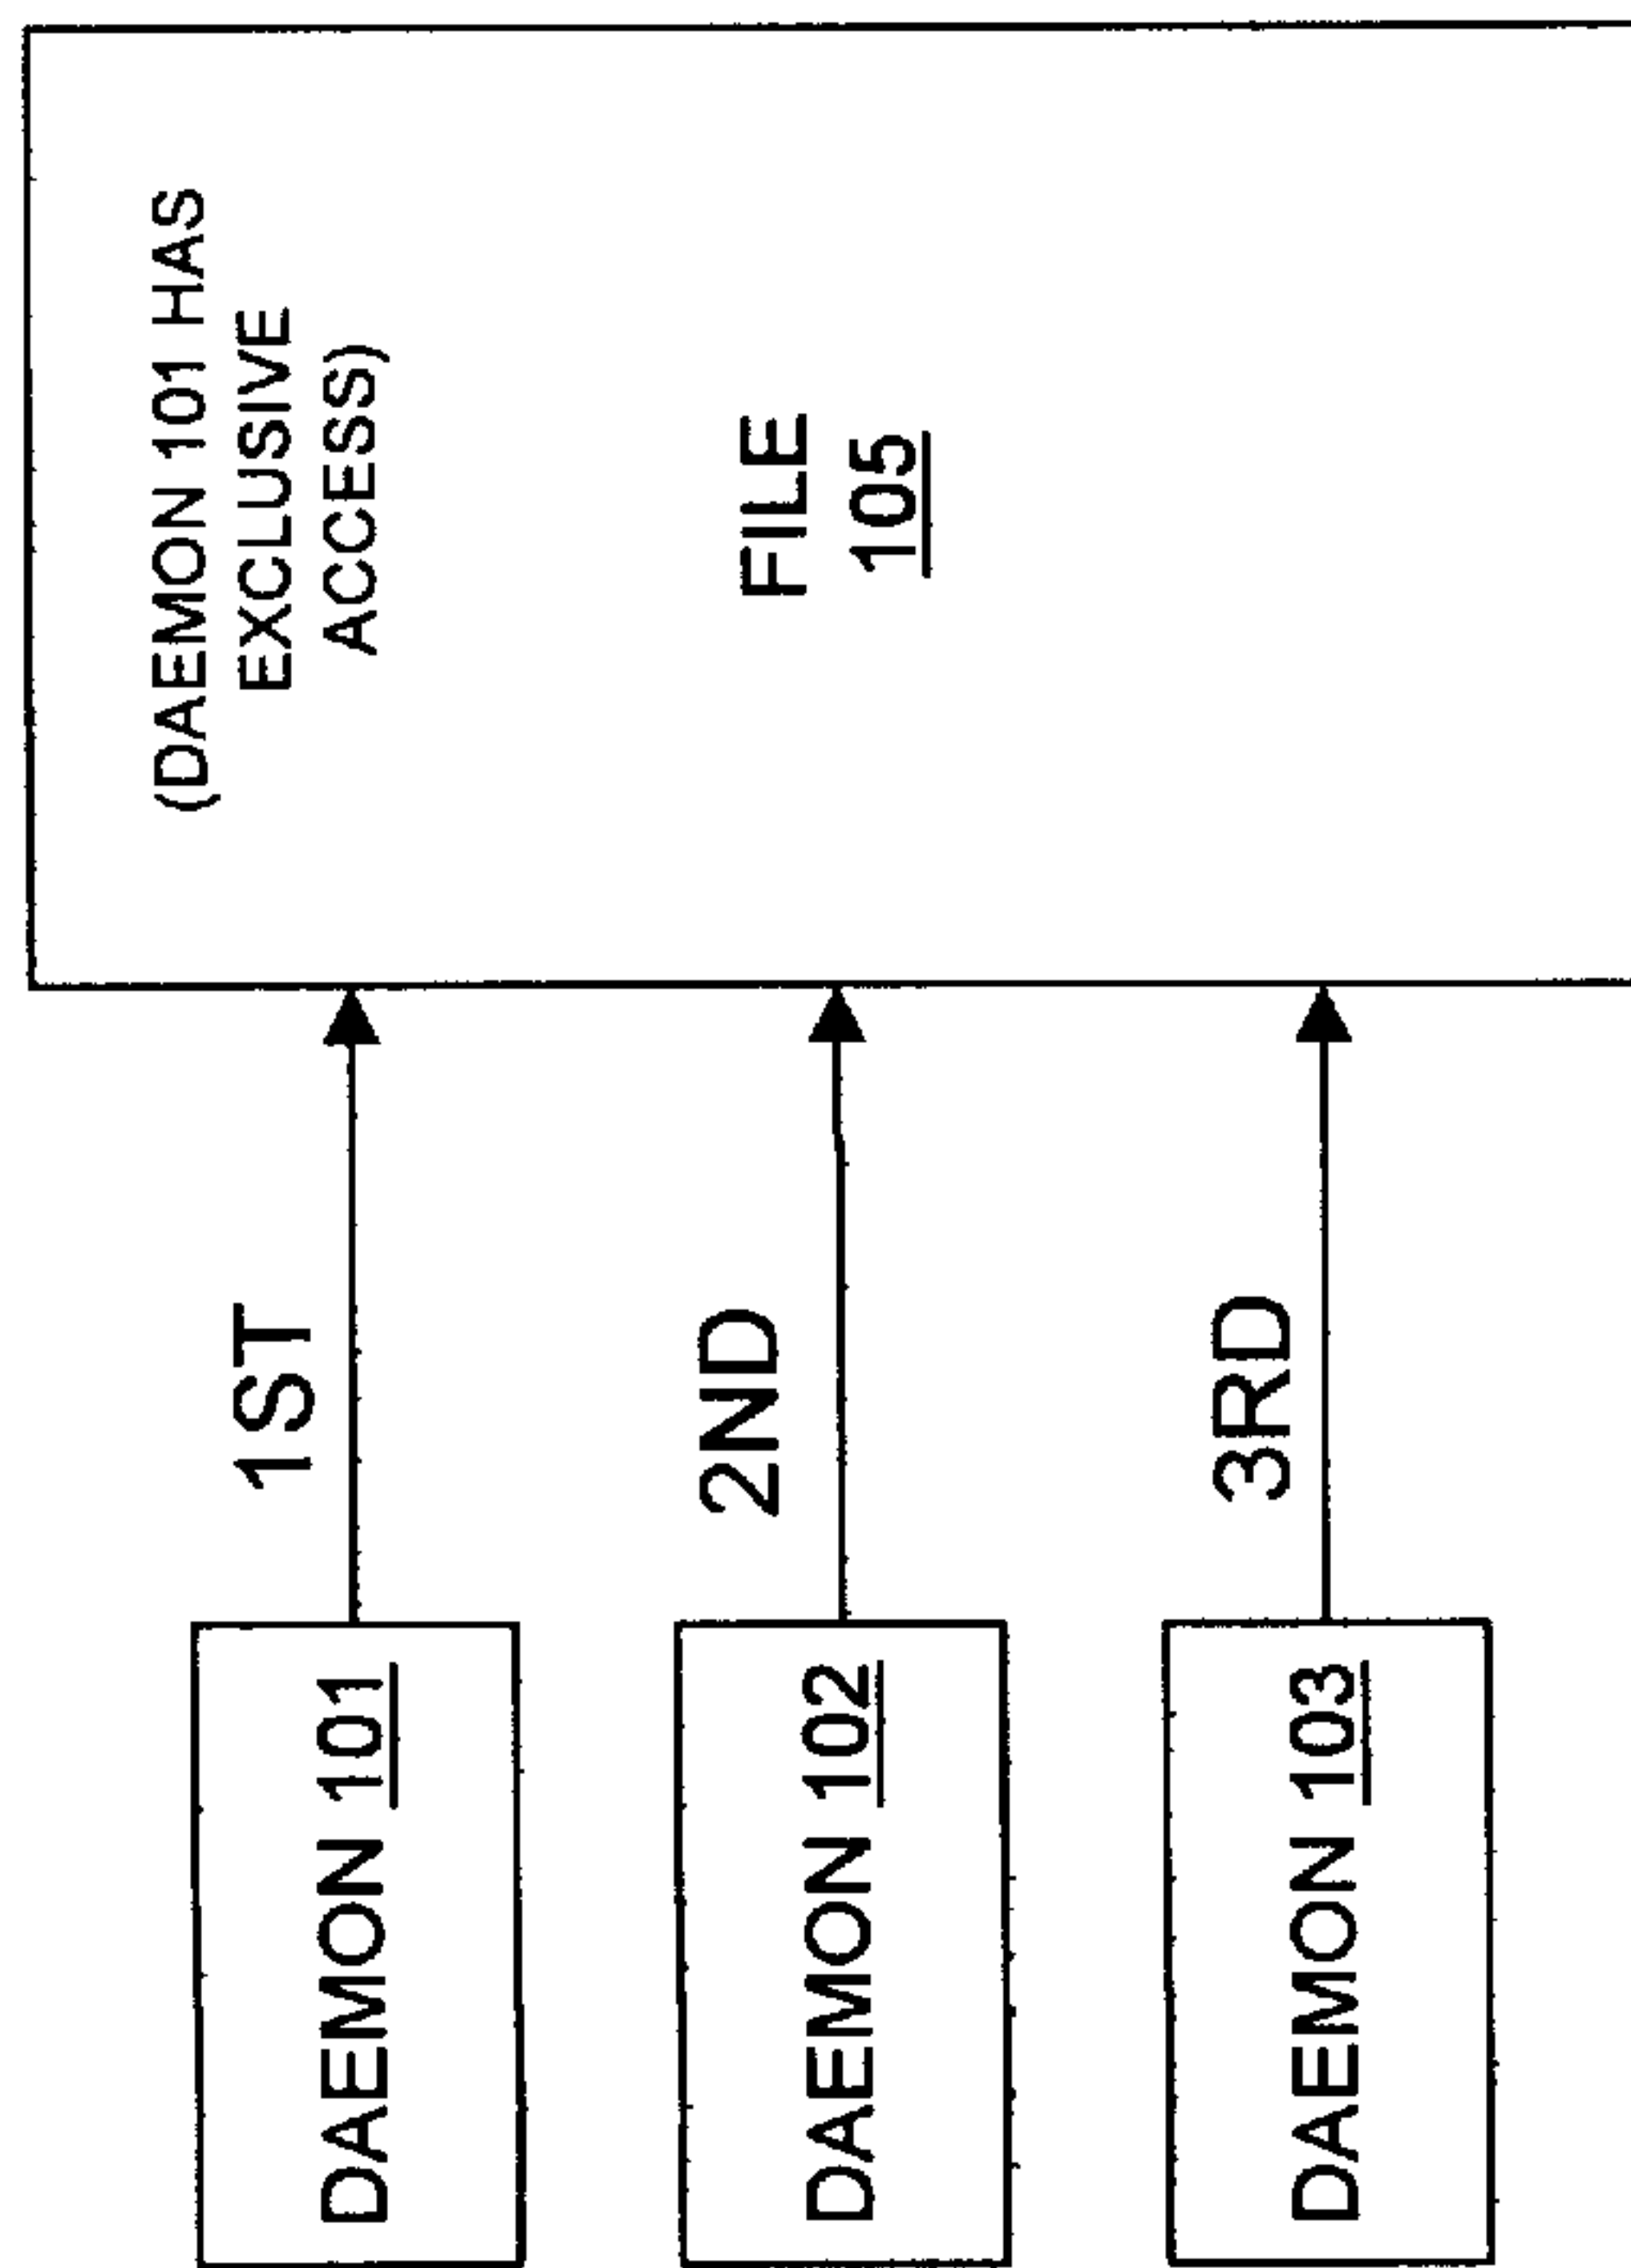 (DAEMON 101 HAS
EXCLUSIVE
ACCESS)
FILE
105
1ST
2ND
3RD
DAEMON 101
DAEMON 102
DAEMON 103